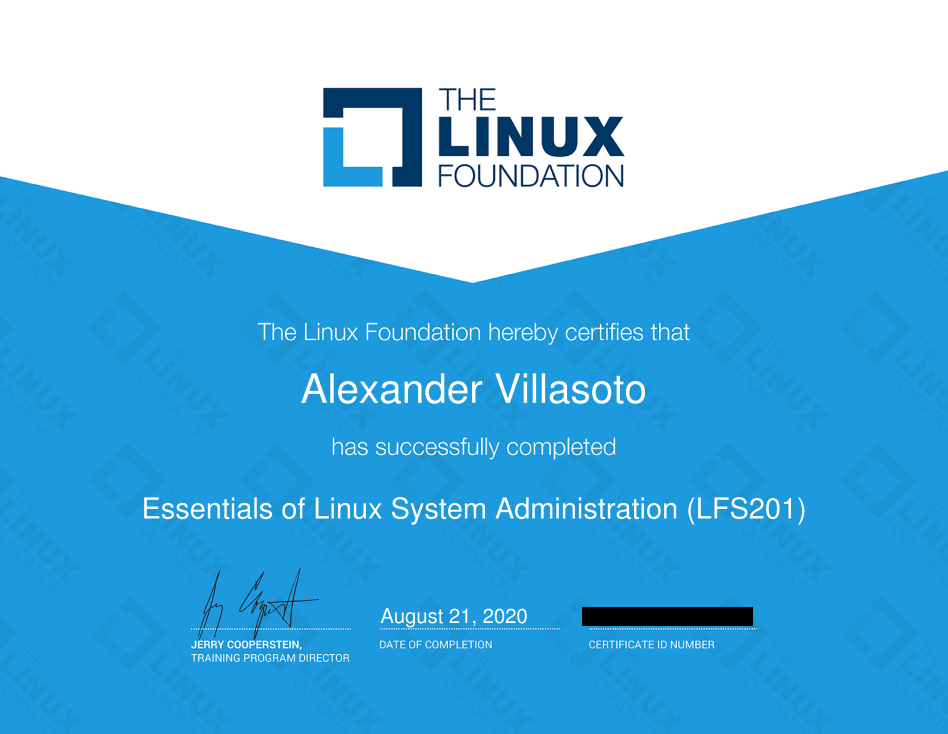 THE
LINUX
FOUNDATION
The Linux Foundation hereby certifies that
Alexander Villasoto
has successfully completed
Essentials of Linux System Administration (LFS201)
August 21, 2020
JERRY COOPERSTEIN,
TRAINING PROGRAM DIRECTOR
DATE OF COMPLETION
CERTIFICATE ID NUMBER